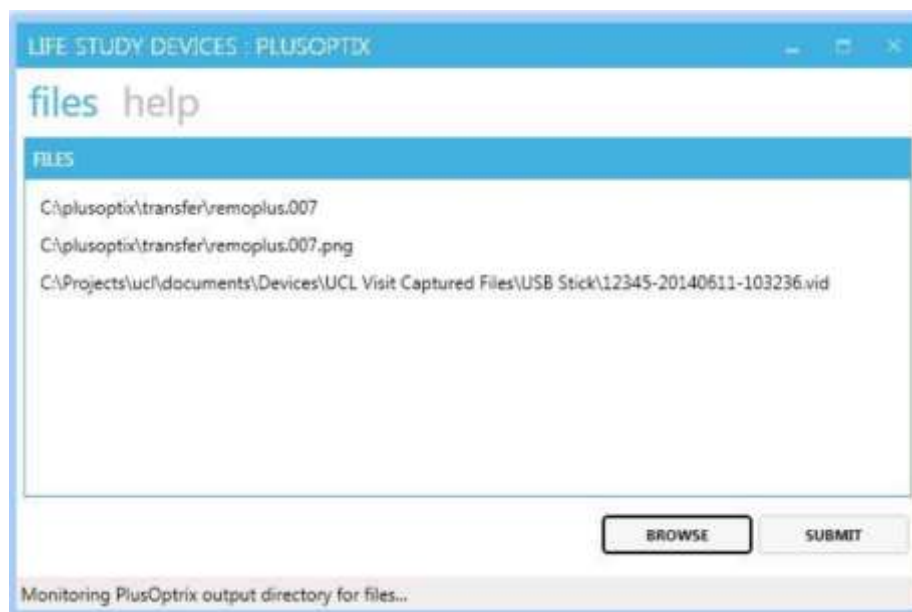 LIFE STUDY DEVICES : PLUSOPTIX
files help
FILES
C:\plusoptix\transfer\remoplus.007
C:\plusoptix\transfer\remoplus.007.png
C:\Projects\ucl\documents\Devices\UCL Visit Captured Files\USB Stick\12345-20140611-103236.vid
BROWSE SUBMIT
Monitoring PlusOptrix output directory for files...